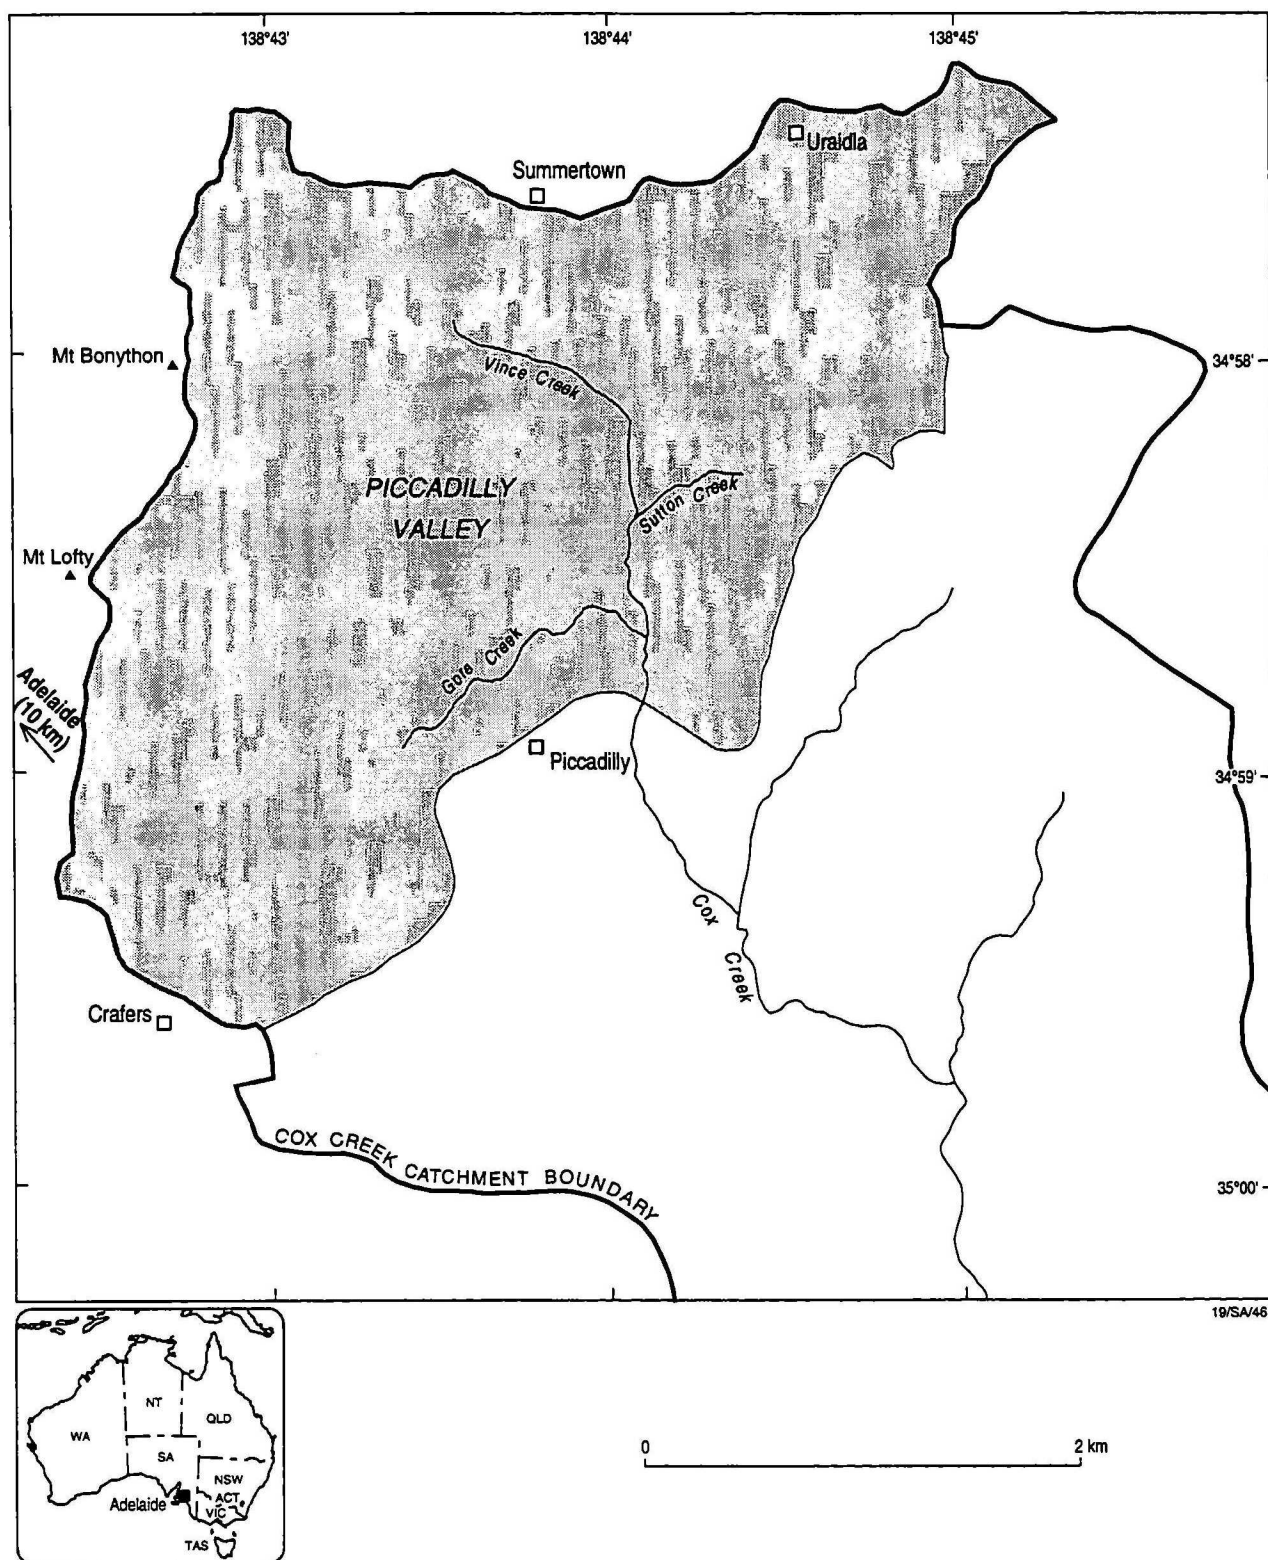 138°43'
138°44'
138°45'
Uraidla
Summertown
Mt Bonython
34°58'
Vince Creek
PICCADILLY
VALLEY
Sutton Creek
Mt Lofty
Gore Creek
Adelaide
(10 km)
Piccadilly
34°59'
Cox
Creek
Crafers
COX CREEK CATCHMENT BOUNDARY
35°00'
19/SA/46
NT
WA
QLD
SA
NSW
ACT
Adelaide
VIC
TAS
0
2 km